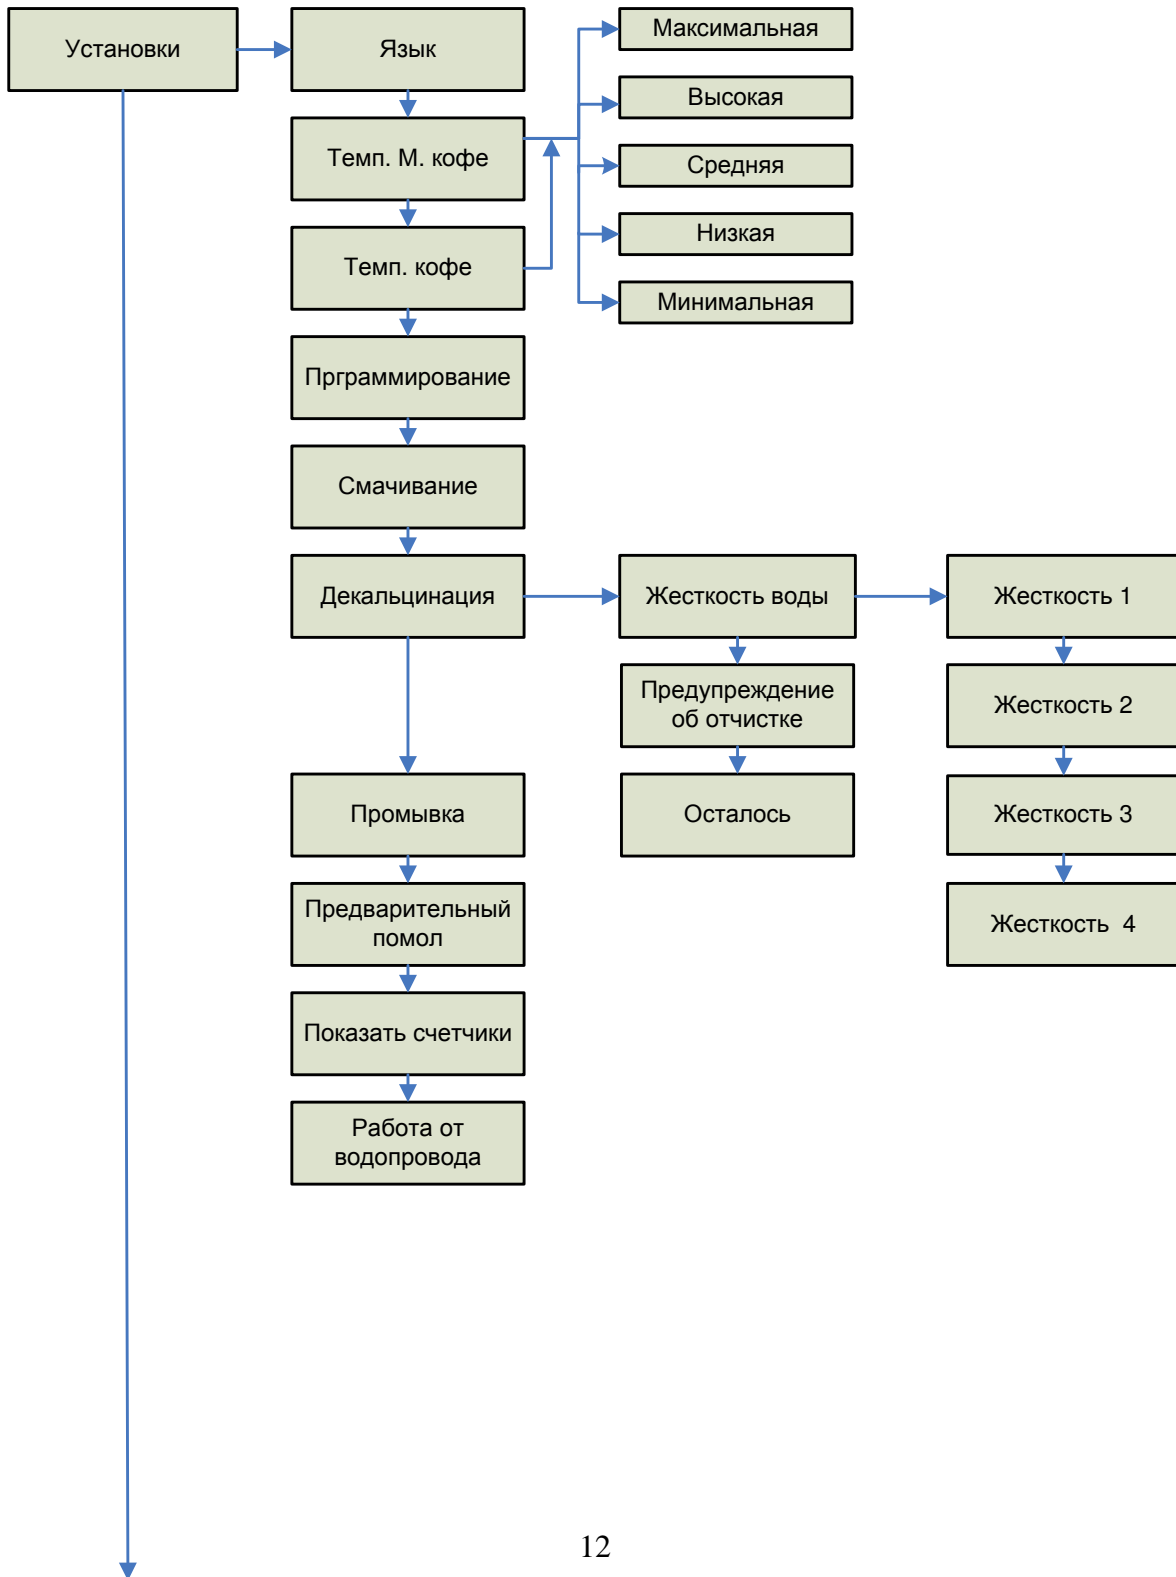 Установки
Язык
Темп. М. кофе
Темп. кофе
Прграммирование
Смачивание
Декальцинация
Промывка
Предварительный
помол
Показать счетчики
Работа от
водопровода
Максимальная
Высокая
Средняя
Низкая
Минимальная
Жесткость воды
Предупреждение
об отчистке
Осталось
Жесткость 1
Жесткость 2
Жесткость 3
Жесткость  4
12